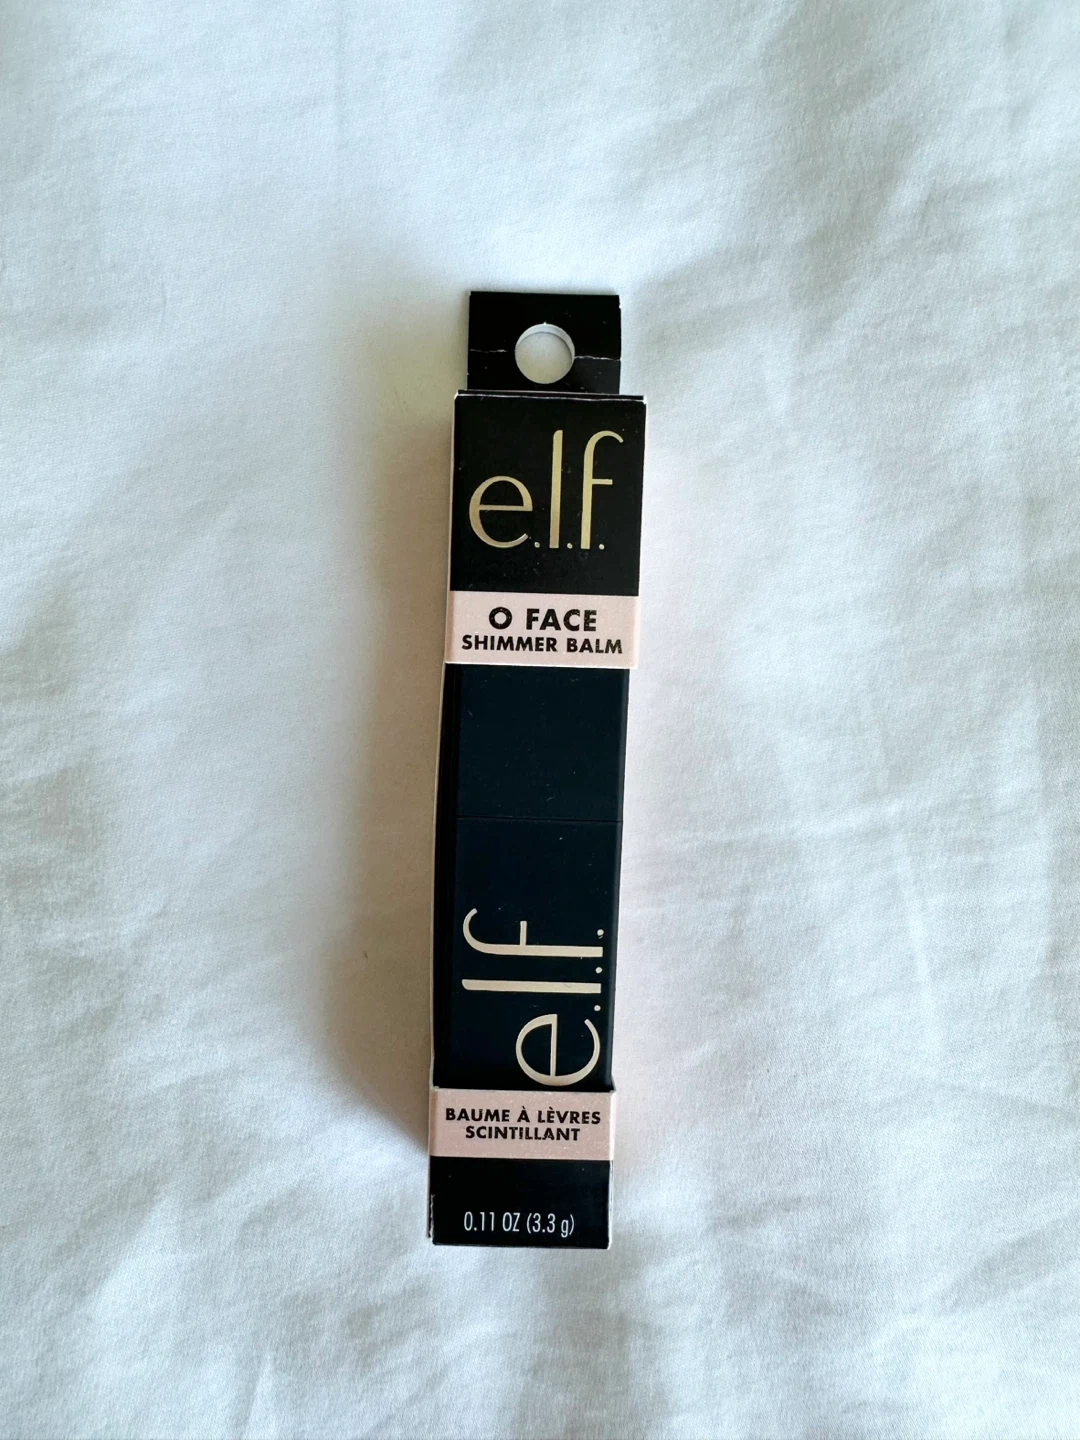 e.l.f.
O FACE
SHIMMER BALM
e.l.f.
BAUME À LÈVRES
SCINTILLANT
0.11 OZ (3.3 g)